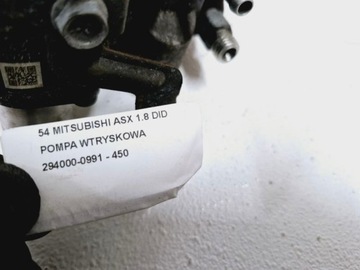 54 MITSUBISHI ASX 1.8 DID
POMPA WTRYSKOWA
294000-0991 - 450